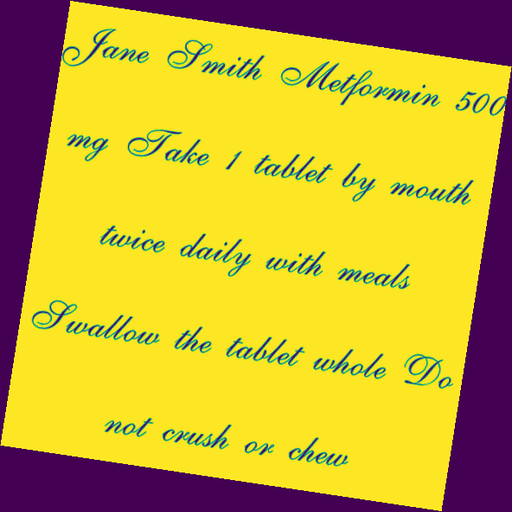 Jane Smith Metformin 500
mg Take 1 tablet by mouth
twice daily with meals
Swallow the tablet whole Do
not crush or chew